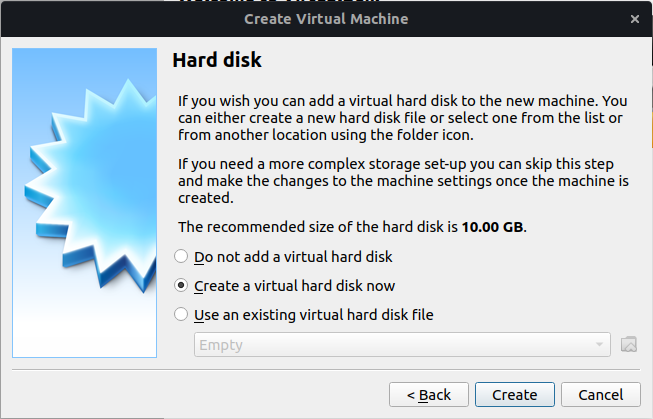 Create Virtual Machine
Hard disk
If you wish you can add a virtual hard disk to the new machine. You
can either create a new hard disk file or select one from the list or
from another location using the folder icon.
If you need a more complex storage set-up you can skip this step
and make the changes to the machine settings once the machine is
created.
The recommended size of the hard disk is 10.00 GB.
Do not add a virtual hard disk
Create a virtual hard disk now
Use an existing virtual hard disk file
Empty
< Back
Create
Cancel